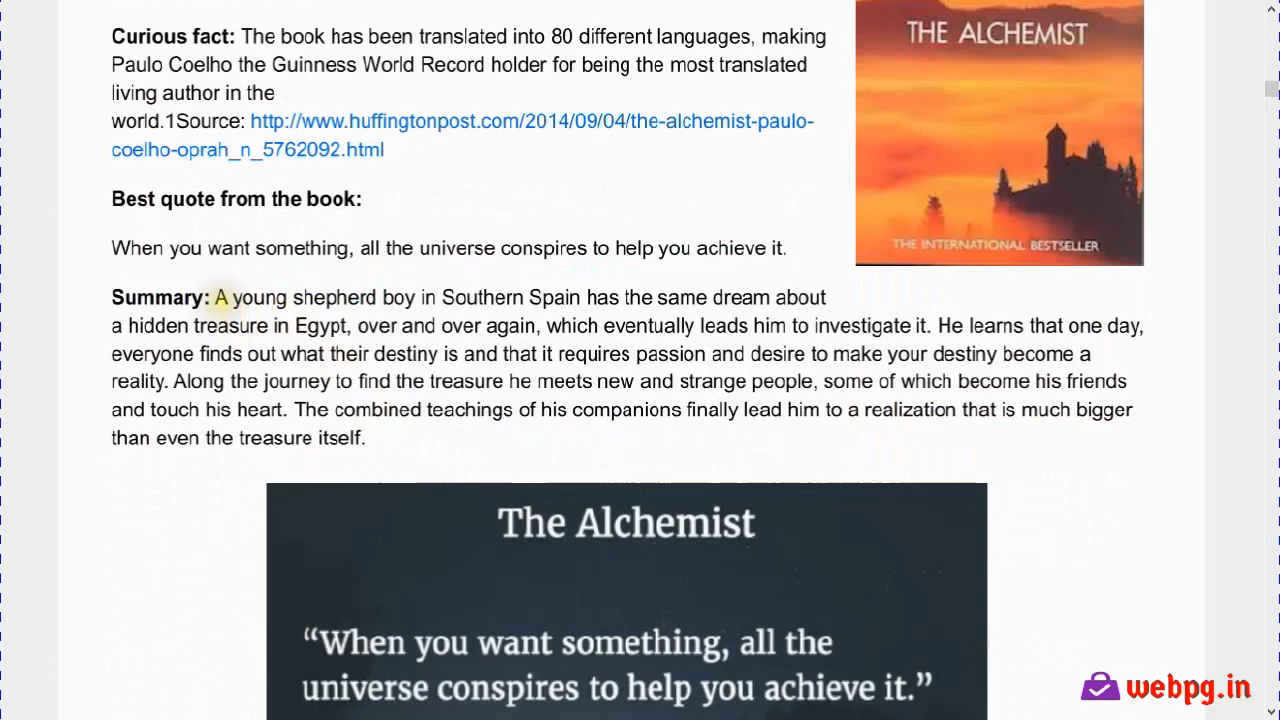 Curious fact: The book has been translated into 80 different languages, making
Paulo Coelho the Guinness World Record holder for being the most translated
living author in the
world.1Source: http://www.huffingtonpost.com/2014/09/04/the-alchemist-paulo-
coelho-oprah_n_5762092.html
THE ALCHEMIST
THE INTERNATIONAL BESTSELLER
Best quote from the book:
When you want something, all the universe conspires to help you achieve it.
Summary: A young shepherd boy in Southern Spain has the same dream about
a hidden treasure in Egypt, over and over again, which eventually leads him to investigate it. He learns that one day,
everyone finds out what their destiny is and that it requires passion and desire to make your destiny become a
reality. Along the journey to find the treasure he meets new and strange people, some of which become his friends
and touch his heart. The combined teachings of his companions finally lead him to a realization that is much bigger
than even the treasure itself.
The Alchemist
“When you want something, all the
universe conspires to help you achieve it.”
webpg.in